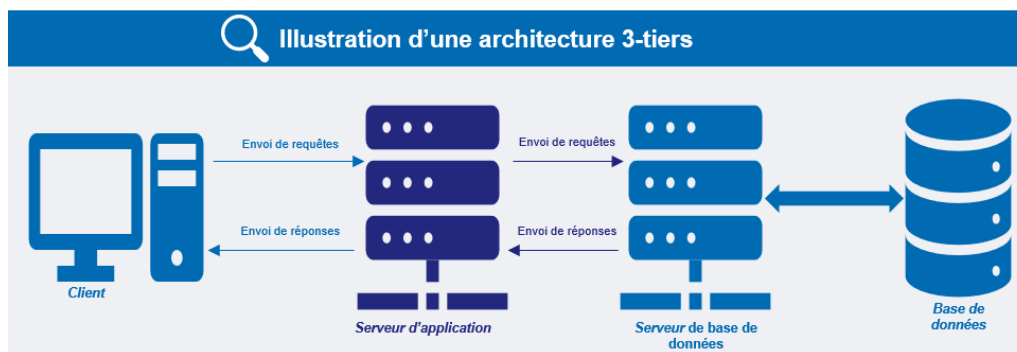 Illustration d’une architecture 3-tiers
Envoi de requêtes
Envoi de requêtes
Envoi de réponses
Envoi de réponses
Client
Serveur d’application
Serveur de base de
données
Base de
données